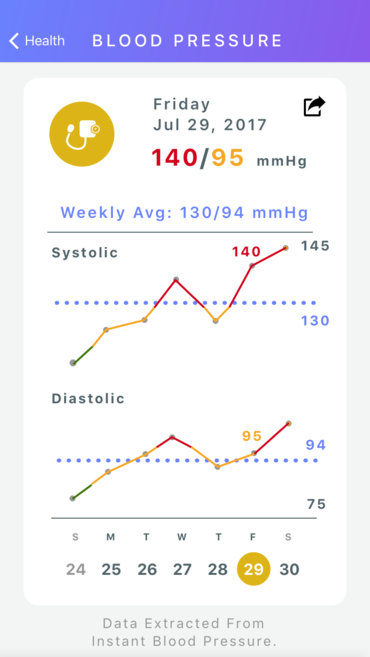 Health
BLOOD PRESSURE
Friday
Jul 29, 2017
140/95 mmHg
Weekly Avg: 130/94 mmHg
Systolic
140
145
130
Diastolic
95
94
75
S M T W T F S
24 25 26 27 28 29 30
Data Extracted From
Instant Blood Pressure.